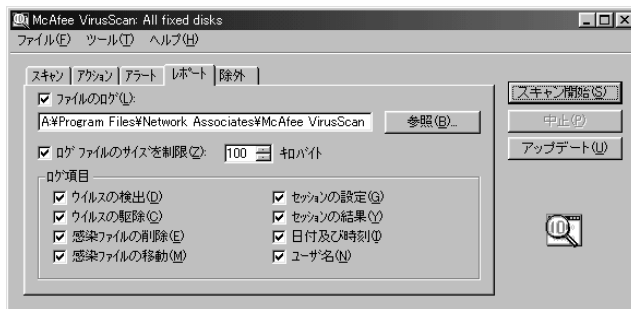 McAfee VirusScan: All fixed disks
ファイル(F) ツール(T) ヘルプ(H)
スキャン アクション アラート レポート 除外
ファイルのログ(L):
A:¥Program Files¥Network Associates¥McAfee VirusScan
参照(B)...
ログファイルのサイズを制限(Z): 100 キロバイト
ログ項目
ウイルスの検出(D)
ウイルスの駆除(C)
感染ファイルの削除(E)
感染ファイルの移動(M)
セッションの設定(G)
セッションの結果(Y)
日付及び時刻(I)
ユーザ名(N)
スキャン開始(S)
中止(P)
アップデート(U)